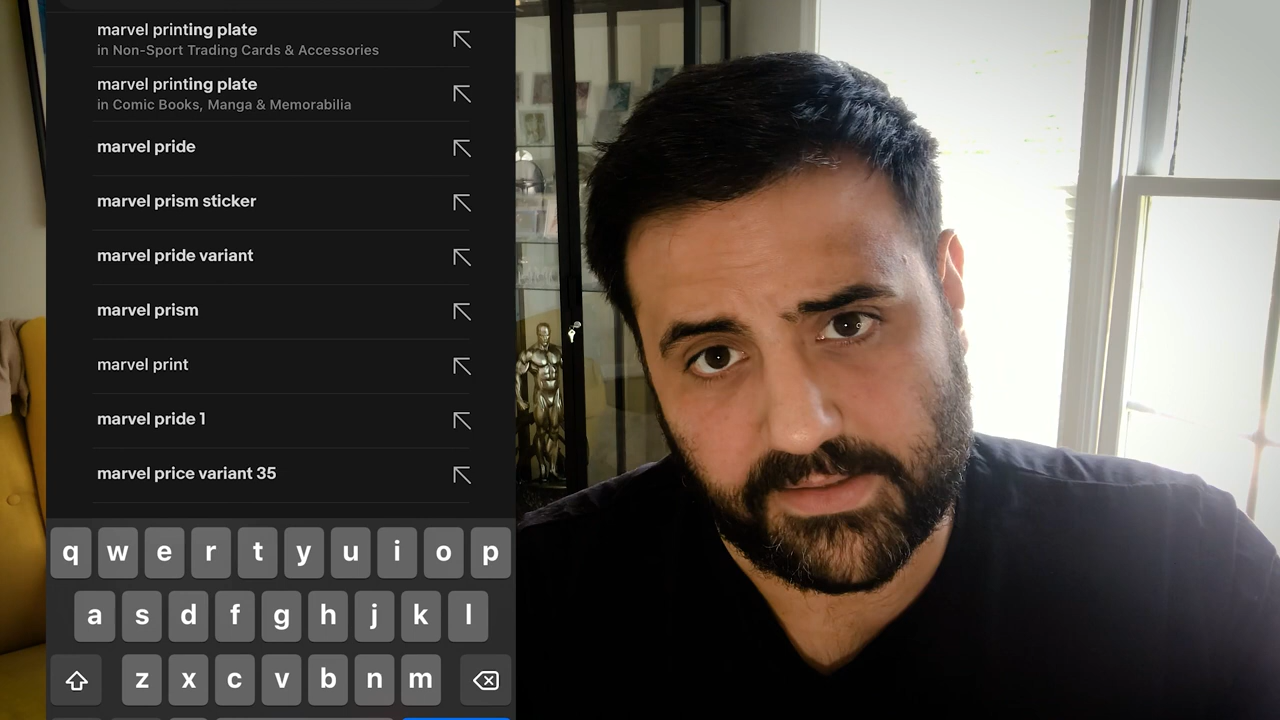 marvel printing plate
in Non-Sport Trading Cards & Accessories
marvel printing plate
in Comic Books, Manga & Memorabilia
marvel pride
marvel prism sticker
marvel pride variant
marvel prism
marvel print
marvel pride 1
marvel price variant 35
q w e r t y u i o p
a s d f g h j k l
z x c v b n m